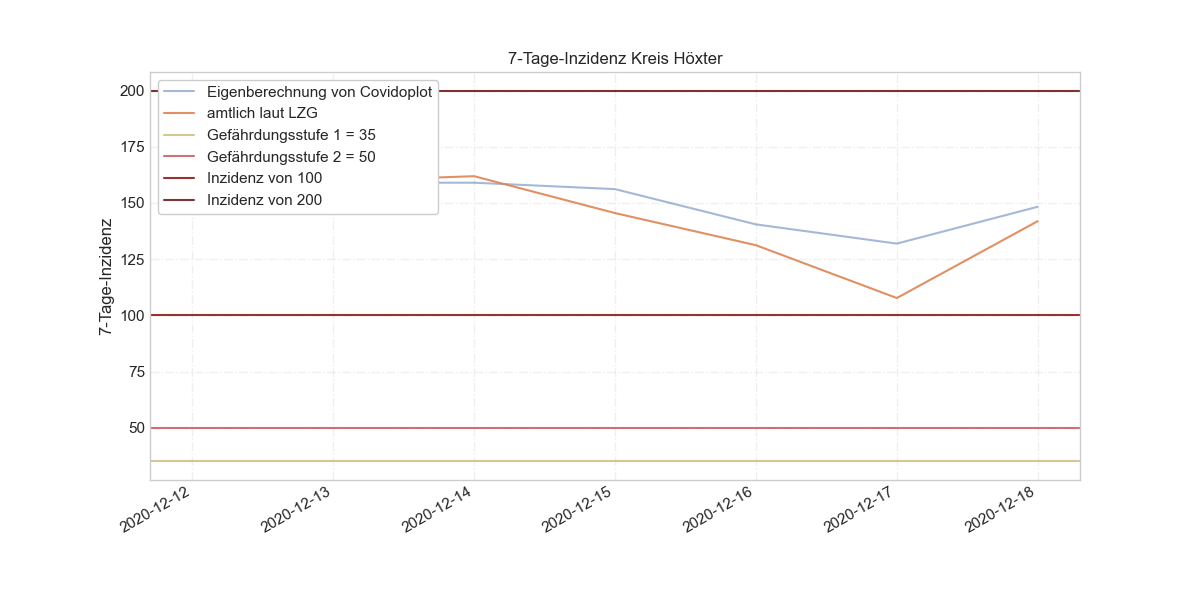 7-Tage-Inzidenz Kreis Höxter
Eigenberechnung von Covidoplot
amtlich laut LZG
Gefährdungsstufe 1 = 35
Gefährdungsstufe 2 = 50
Inzidenz von 100
Inzidenz von 200
7-Tage-Inzidenz
200
175
150
125
100
75
50
2020-12-12
2020-12-13
2020-12-14
2020-12-15
2020-12-16
2020-12-17
2020-12-18